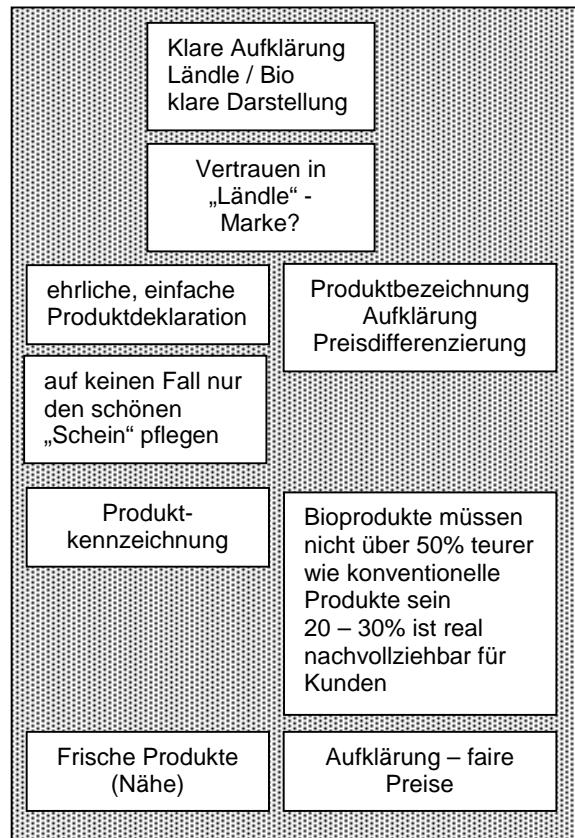 Klare Aufklärung
Ländle / Bio
klare Darstellung
Vertrauen in
„Ländle“ -
Marke?
ehrliche, einfache
Produktdeklaration
Produktbezeichnung
Aufklärung
Preisdifferenzierung
auf keinen Fall nur
den schönen
„Schein“ pflegen
Produkt-
kennzeichnung
Bioprodukte müssen
nicht über 50% teurer
wie konventionelle
Produkte sein
20 – 30% ist real
nachvollziehbar für
Kunden
Frische Produkte
(Nähe)
Aufklärung – faire
Preise